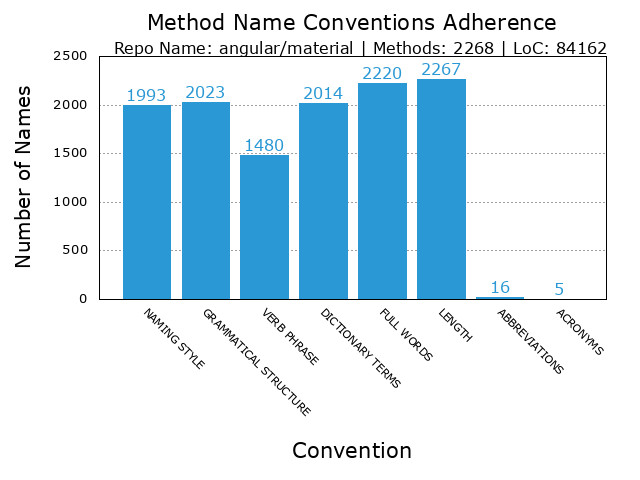 Method Name Conventions Adherence
Repo Name: angular/material | Methods: 2268 | LoC: 84162
Number of Names
2500
2000
1500
1000
500
0
1993
2023
1480
2014
2220
2267
16
5
NAMING STYLE
GRAMMATICAL STRUCTURE
VERB PHRASE
DICTIONARY TERMS
FULL WORDS
LENGTH
ABBREVIATIONS
ACRONYMS
Convention